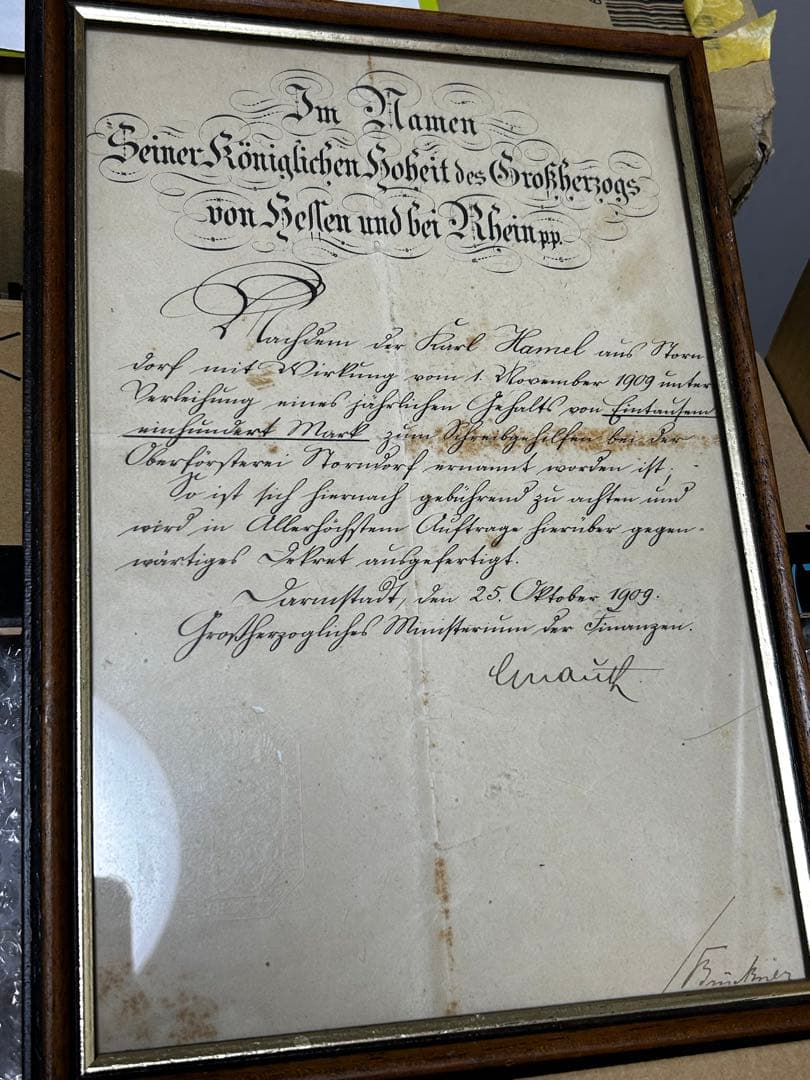 Im Namen
Seiner Königlichen Hoheit des Großherzogs
von Hessen und bei Rhein pp.
Nachdem der Karl Hamel aus Storn
dorf mit Wirkung vom 1. November 1909 unter
Verleihung eines jährlichen Gehalts von Eintausend
einhundert Mark zum Schreibgehilfen bei der
Oberförsterei Storndorf ernannt worden ist;
So ist sich hiernach gebührend zu achten und
wird in Allerhöchstem Auftrage hierüber gegen-
wärtiges Dekret ausgefertigt.
Darmstadt, den 25. Oktober 1909.
Großherzogliches Ministerium der Finanzen.
Gnauth